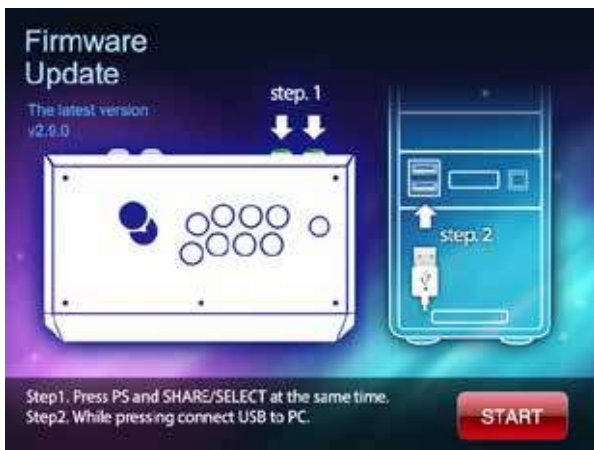 Firmware
Update
The latest version
v2.6.0
step. 1
step. 2
Step1. Press PS and SHARE/SELECT at the same time.
Step2. While pressing connect USB to PC.
START